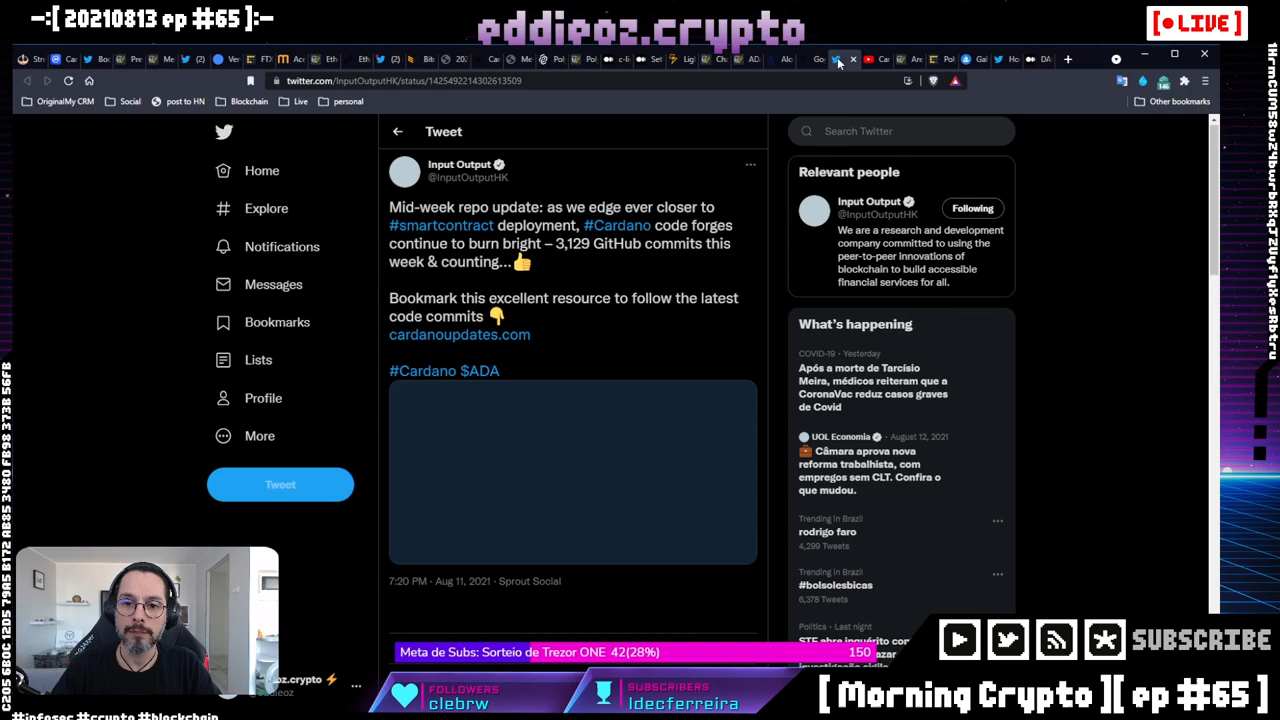 -:[ 20210813 ep #65]:-
eddieoz.crypto
[● LIVE]
twitter.com/InputOutputHK/status/1425492214302613509
146
OriginalMy CRM
Social
post to HN
Blockchain
Live
personal
Other bookmarks
Home
Explore
Notifications
Messages
Bookmarks
Lists
Profile
More
Tweet
Tweet
Input Output
@InputOutputHK
Mid-week repo update: as we edge ever closer to
#smartcontract deployment, #Cardano code forges
continue to burn bright – 3,129 GitHub commits this
week & counting...👍
Bookmark this excellent resource to follow the latest
code commits 👇
cardanoupdates.com
#Cardano $ADA
7:20 PM · Aug 11, 2021 · Sprout Social
Search Twitter
Relevant people
Input Output
@InputOutputHK
Following
We are a research and development
company committed to using the
peer-to-peer innovations of
blockchain to build accessible
financial services for all.
What's happening
COVID-19 · Yesterday
Após a morte de Tarcísio
Meira, médicos reiteram que a
CoronaVac reduz casos graves
de Covid
UOL Economia · August 12, 2021
💼 Câmara aprova nova
reforma trabalhista, com
empregos sem CLT. Confira o
que mudou.
Trending in Brazil
rodrigo faro
4,299 Tweets
Trending in Brazil
#bolsolesbicas
6,378 Tweets
Politics · Last night
STF abre inquérito
Meta de Subs: Sorteio de Trezor ONE 42(28%)
150
FOLLOWERS
clebrw
SUBSCRIBERS
ldecferreira
oz.crypto ⚡
#infosec #crypto #blockchain
SUBSCRIBE
[ Morning Crypto ][ ep #65 ]